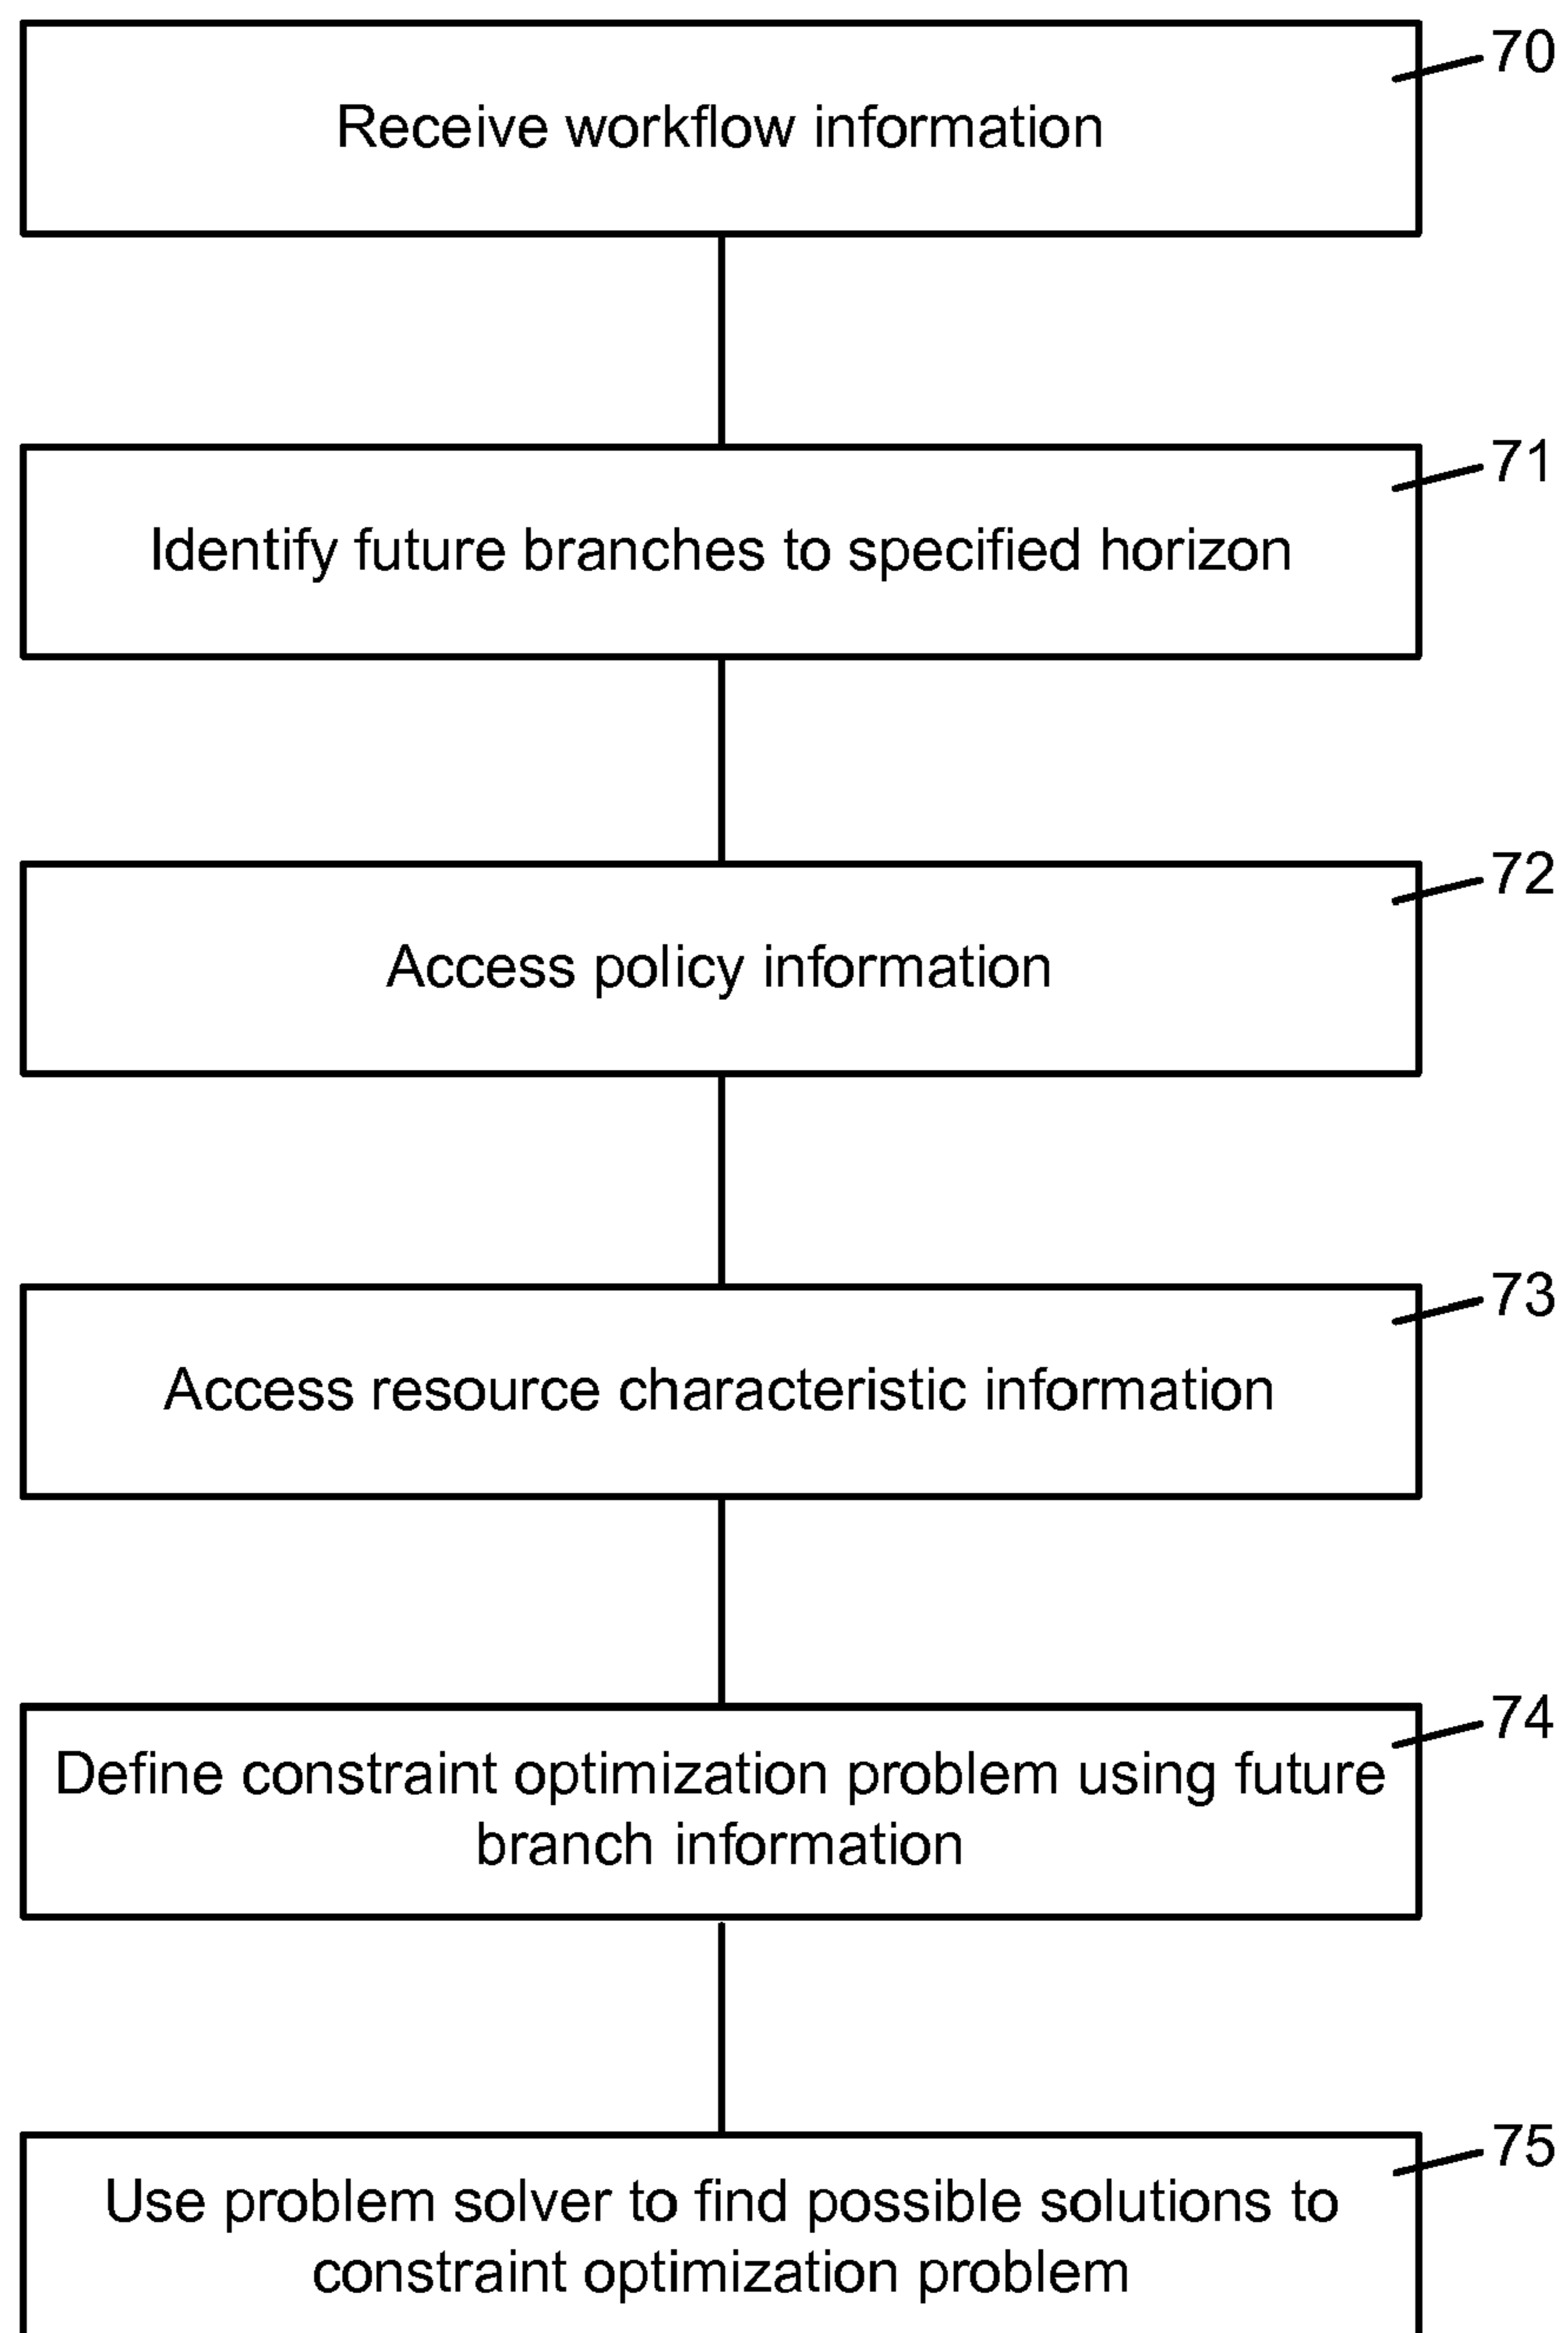 70
Receive workflow information
71
Identify future branches to specified horizon
72
Access policy information
73
Access resource characteristic information
74
Define constraint optimization problem using future
branch information
75
Use problem solver to find possible solutions to
constraint optimization problem